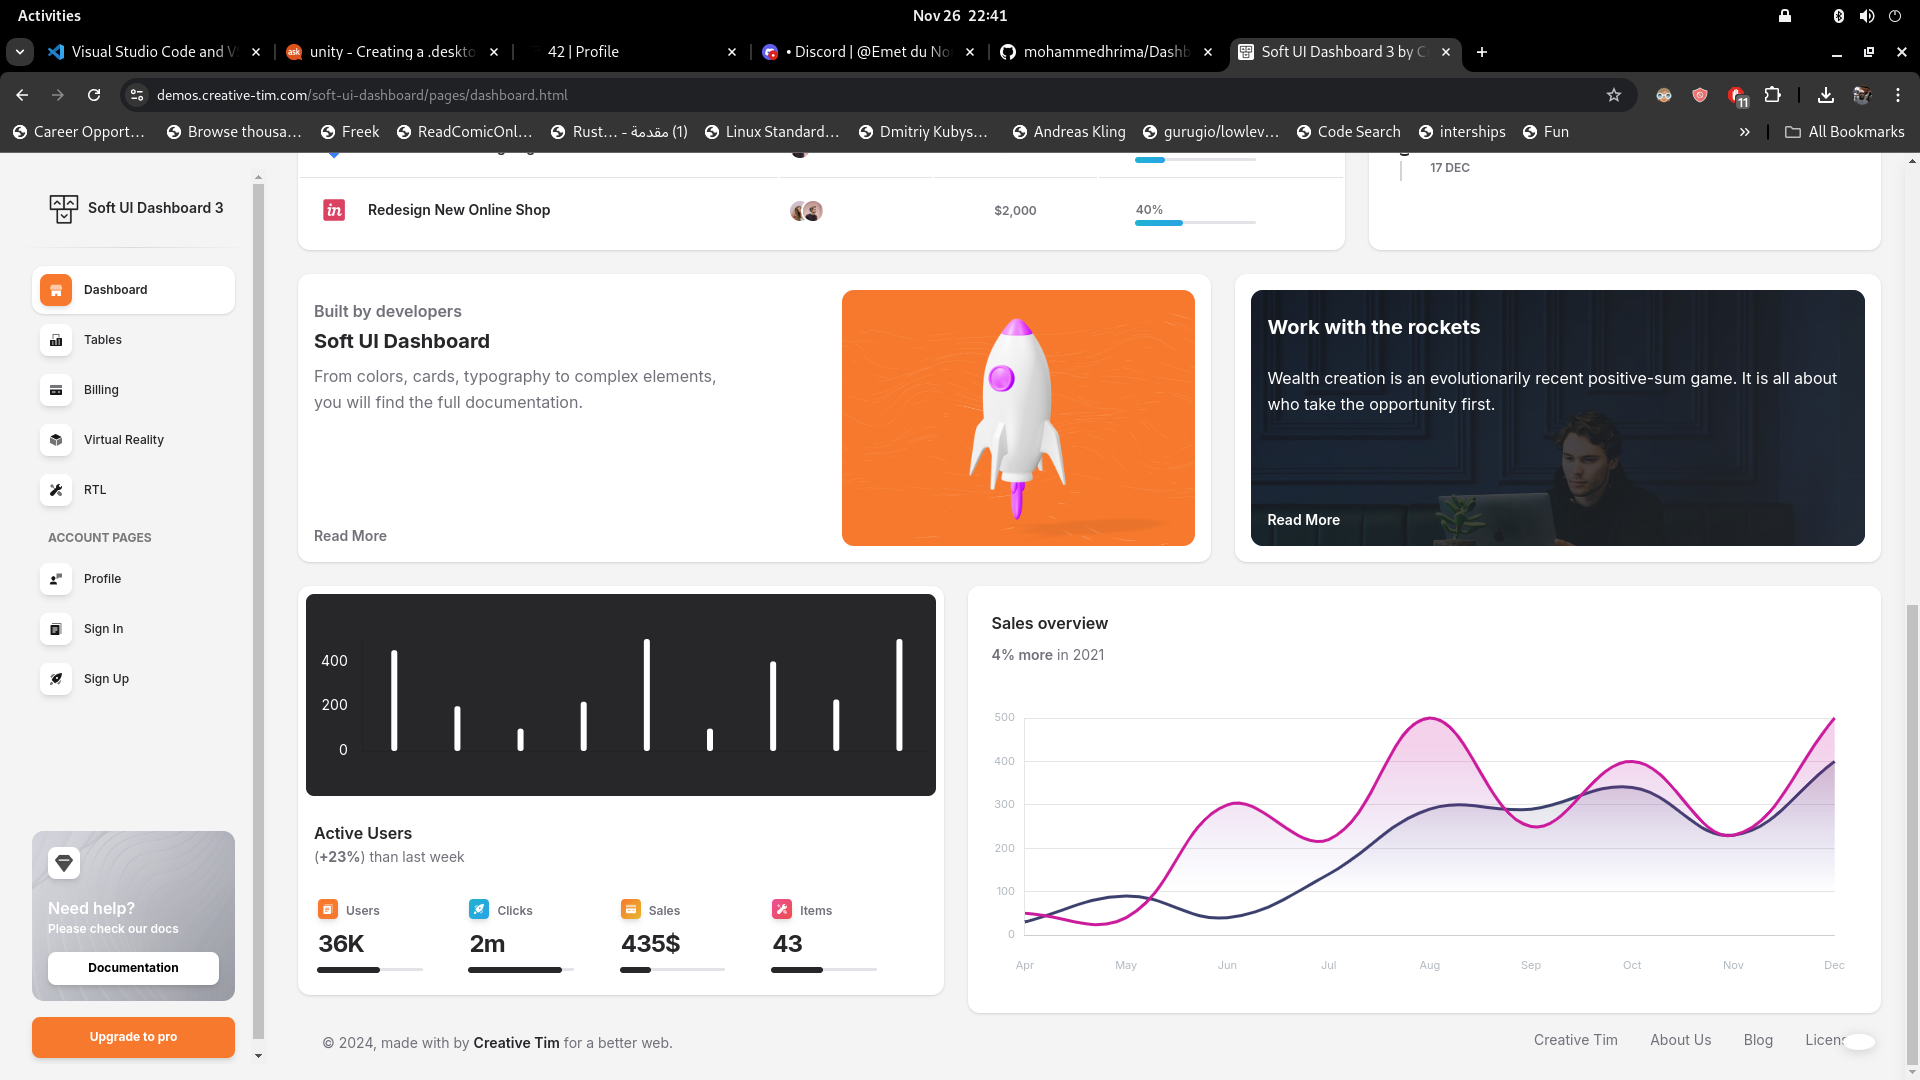 Activities
Nov 26 22:41
Visual Studio Code and V
unity - Creating a .deskto
42 | Profile
• Discord | @Emet du No
mohammedhrima/Dashb
Soft UI Dashboard 3 by C
demos.creative-tim.com/soft-ui-dashboard/pages/dashboard.html
11
Career Opport...
Browse thousa...
Freek
ReadComicOnl...
Rust... - مقدمة (1)
Linux Standard...
Dmitriy Kubys...
Andreas Kling
gurugio/lowlev...
Code Search
interships
Fun
All Bookmarks
Soft UI Dashboard 3
Dashboard
Tables
Billing
Virtual Reality
RTL
ACCOUNT PAGES
Profile
Sign In
Sign Up
Need help?
Please check our docs
Documentation
Upgrade to pro
17 DEC
in
Redesign New Online Shop
$2,000
40%
Built by developers
Soft UI Dashboard
From colors, cards, typography to complex elements,
you will find the full documentation.
Read More
Work with the rockets
Wealth creation is an evolutionarily recent positive-sum game. It is all about
who take the opportunity first.
Read More
400
200
0
Active Users
(+23%) than last week
Users
Clicks
Sales
Items
36K
2m
435$
43
Sales overview
4% more in 2021
500
400
300
200
100
0
Apr
May
Jun
Jul
Aug
Sep
Oct
Nov
Dec
© 2024, made with by Creative Tim for a better web.
Creative Tim
About Us
Blog
Licens